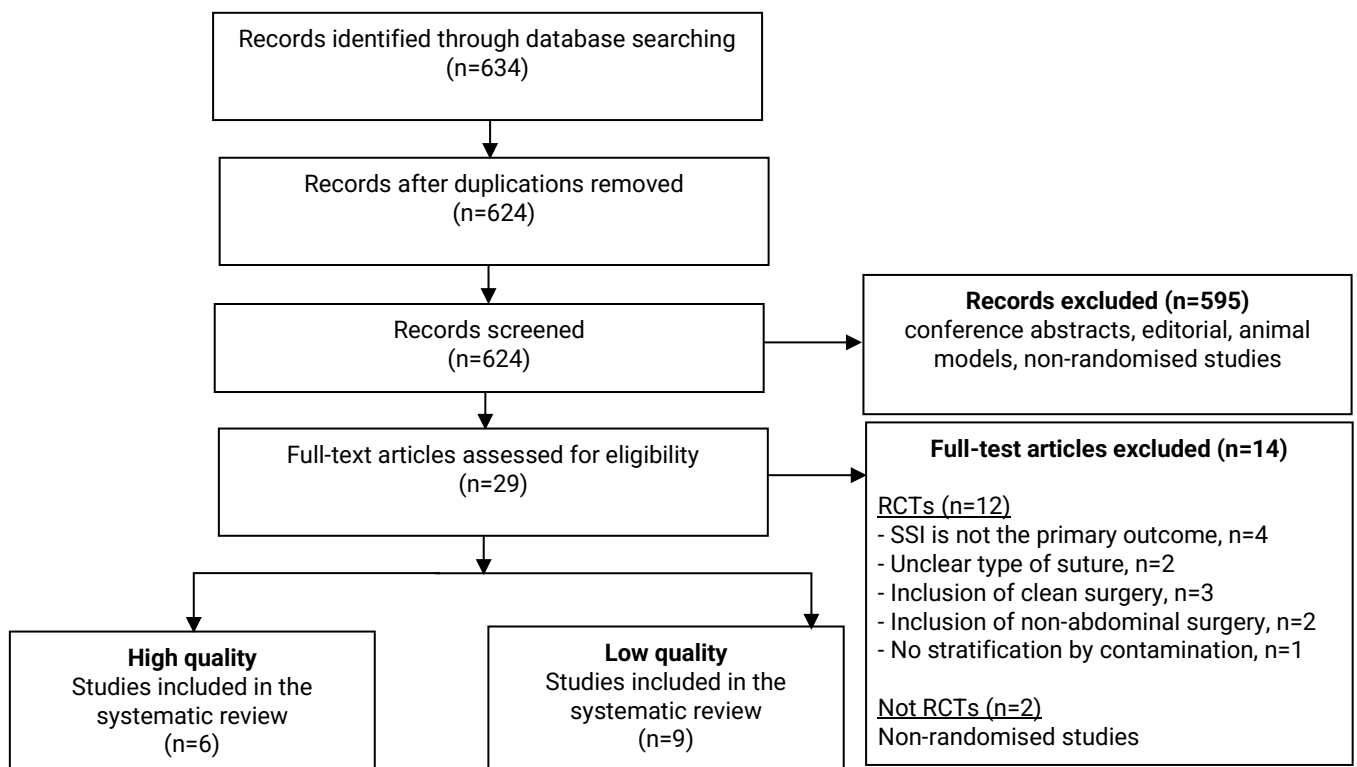 Records identified through database searching
(n=634)
Records after duplications removed
(n=624)
Records screened
(n=624)
Records excluded (n=595)
conference abstracts, editorial, animal
models, non-randomised studies
Full-text articles assessed for eligibility
(n=29)
Full-test articles excluded (n=14)
RCTs (n=12)
- SSI is not the primary outcome, n=4
- Unclear type of suture, n=2
- Inclusion of clean surgery, n=3
- Inclusion of non-abdominal surgery, n=2
- No stratification by contamination, n=1
Not RCTs (n=2)
Non-randomised studies
High quality
Studies included in the
systematic review
(n=6)
Low quality
Studies included in the
systematic review
(n=9)